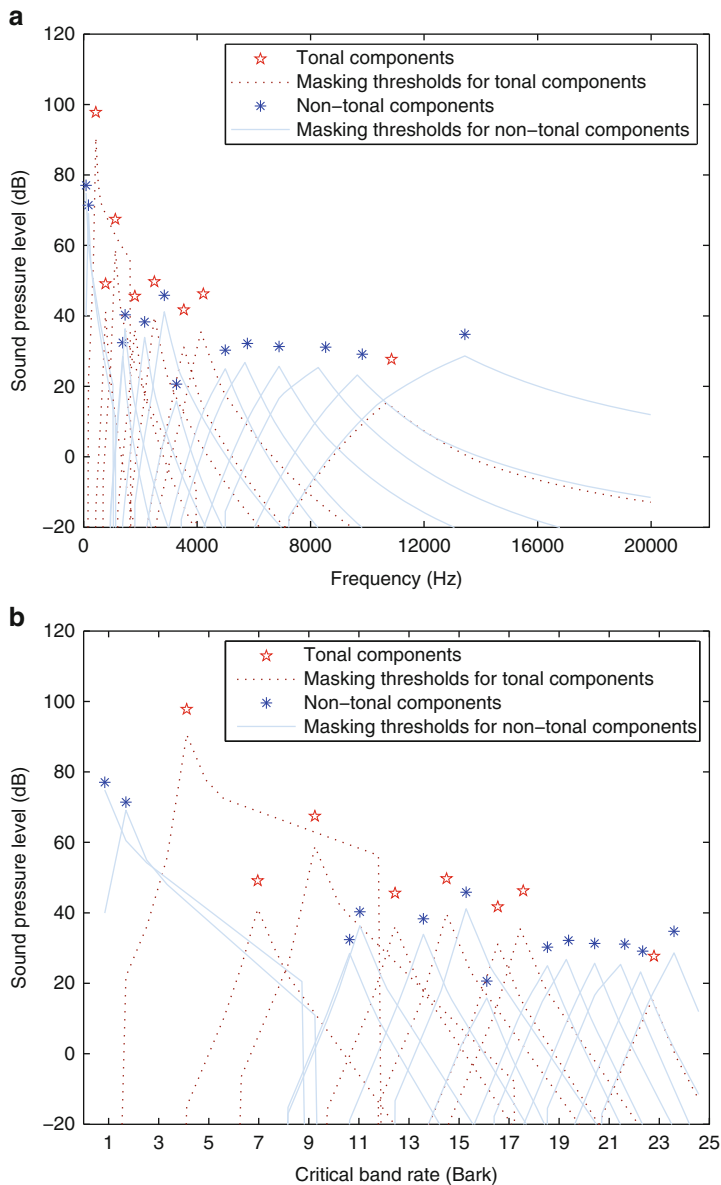 a
Tonal components
Masking thresholds for tonal components
Non−tonal components
Masking thresholds for non−tonal components
120
100
80
60
40
20
0
−20
Sound pressure level (dB)
0
4000
8000
12000
16000
20000
Frequency (Hz)
b
Tonal components
Masking thresholds for tonal components
Non−tonal components
Masking thresholds for non−tonal components
120
100
80
60
40
20
0
−20
Sound pressure level (dB)
1
3
5
7
9
11
13
15
17
19
21
23
25
Critical band rate (Bark)